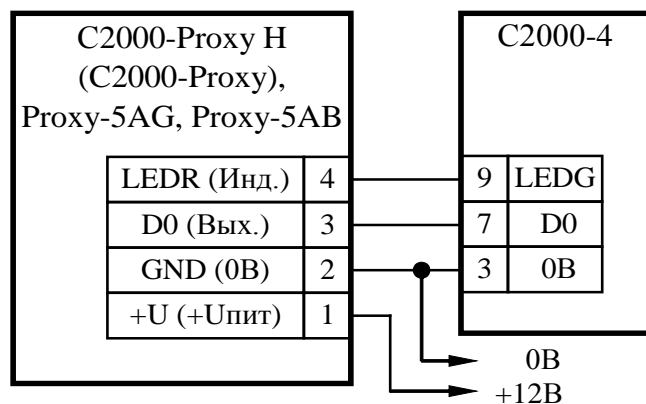 С2000-Proxy H
(С2000-Proxy),
Proxy-5AG, Proxy-5AB
LEDR (Инд.) 4
D0 (Вых.) 3
GND (0В) 2
+U (+Uпит) 1
С2000-4
9 LEDG
7 D0
3 0В
0В
+12В